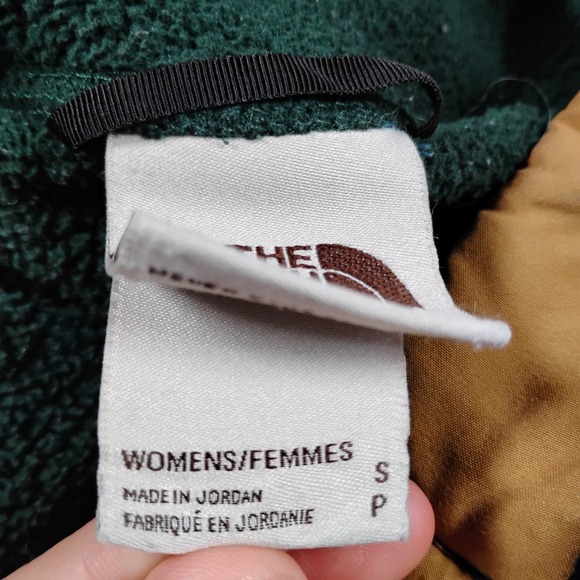 THE
WOMENS/FEMMES S
MADE IN JORDAN P
FABRIQUÉ EN JORDANIE